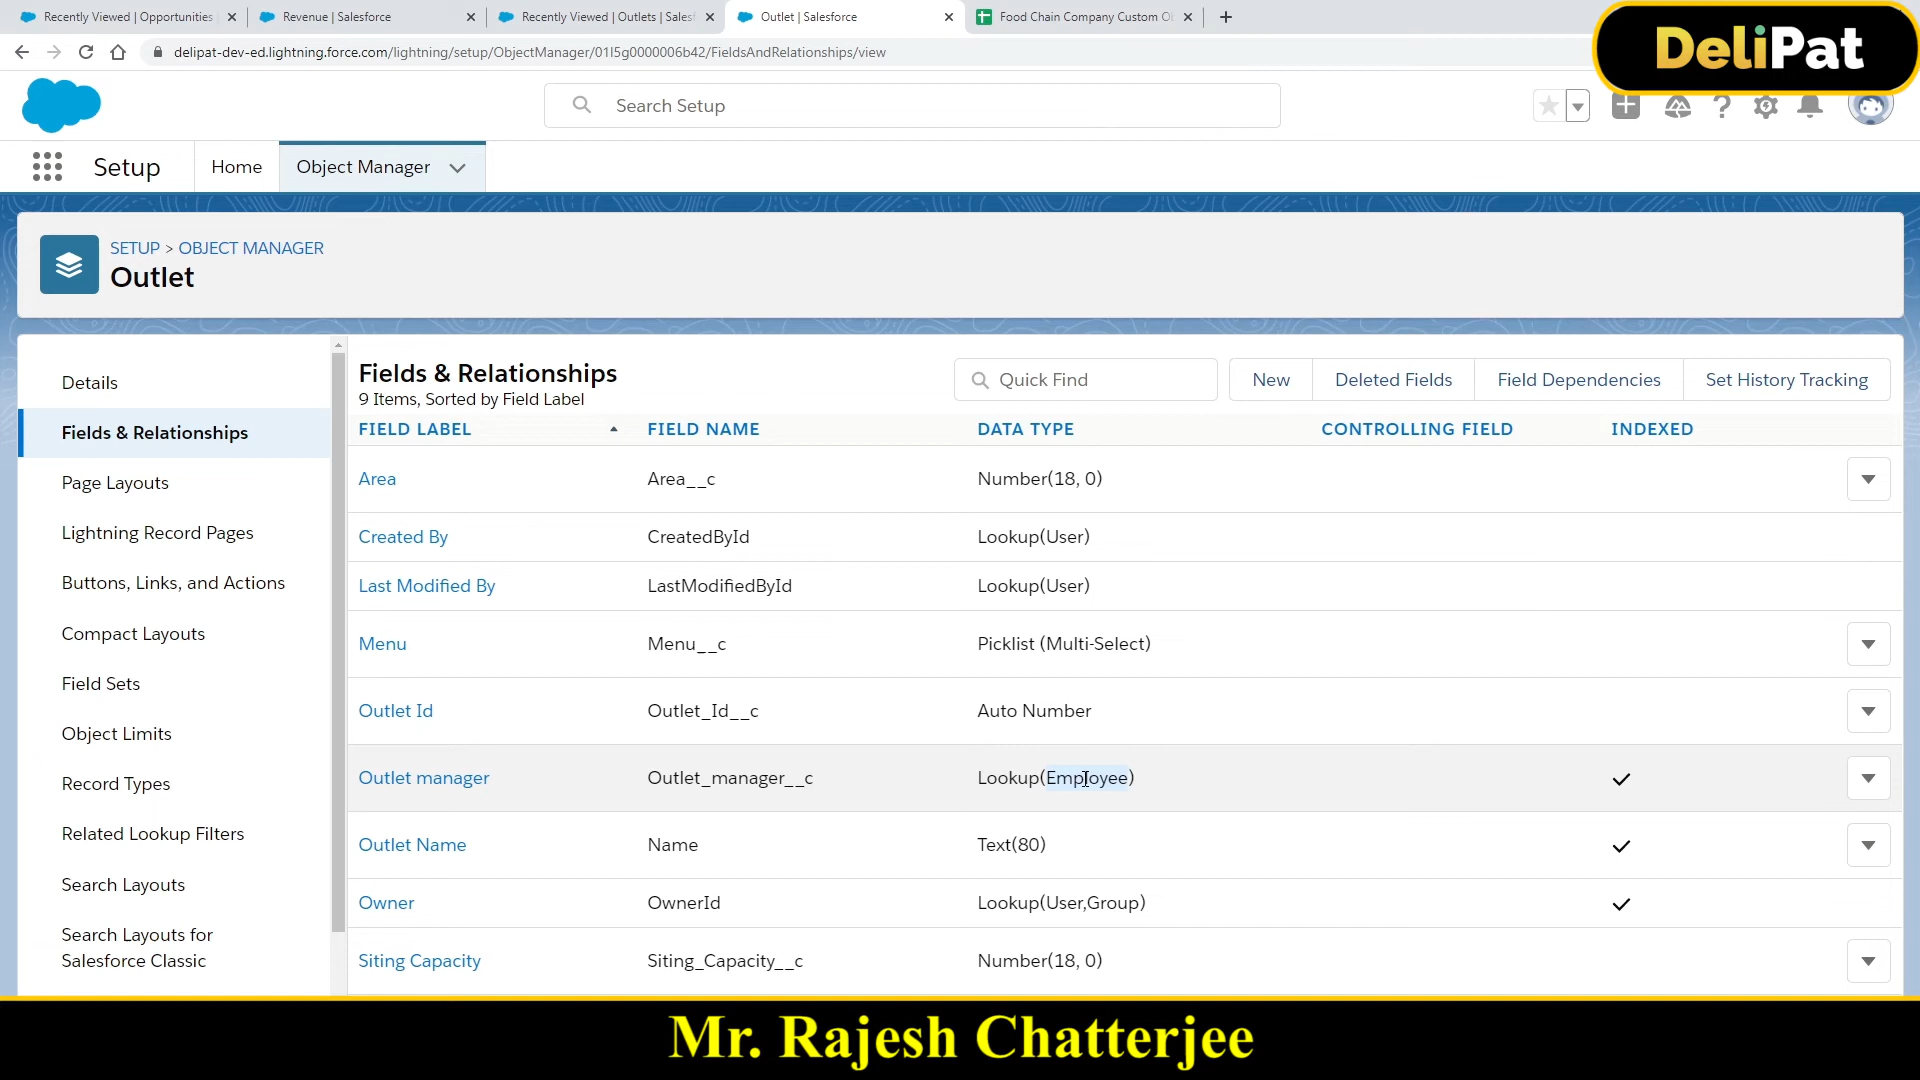 Recently Viewed | Opportunities
Revenue | Salesforce
Recently Viewed | Outlets | Salesf
Outlet | Salesforce
Food Chain Company Custom O
delipat-dev-ed.lightning.force.com/lightning/setup/ObjectManager/01I5g0000006b42/FieldsAndRelationships/view
DeliPat
Search Setup
Setup
Home
Object Manager
SETUP > OBJECT MANAGER
Outlet
Details
Fields & Relationships
Page Layouts
Lightning Record Pages
Buttons, Links, and Actions
Compact Layouts
Field Sets
Object Limits
Record Types
Related Lookup Filters
Search Layouts
Search Layouts for
Salesforce Classic
Fields & Relationships
9 Items, Sorted by Field Label
Quick Find
New
Deleted Fields
Field Dependencies
Set History Tracking
FIELD LABEL FIELD NAME DATA TYPE CONTROLLING FIELD INDEXED
Area Area__c Number(18, 0)
Created By CreatedById Lookup(User)
Last Modified By LastModifiedById Lookup(User)
Menu Menu__c Picklist (Multi-Select)
Outlet Id Outlet_Id__c Auto Number
Outlet manager Outlet_manager__c Lookup(Employee)
Outlet Name Name Text(80)
Owner OwnerId Lookup(User,Group)
Siting Capacity Siting_Capacity__c Number(18, 0)
Mr. Rajesh Chatterjee